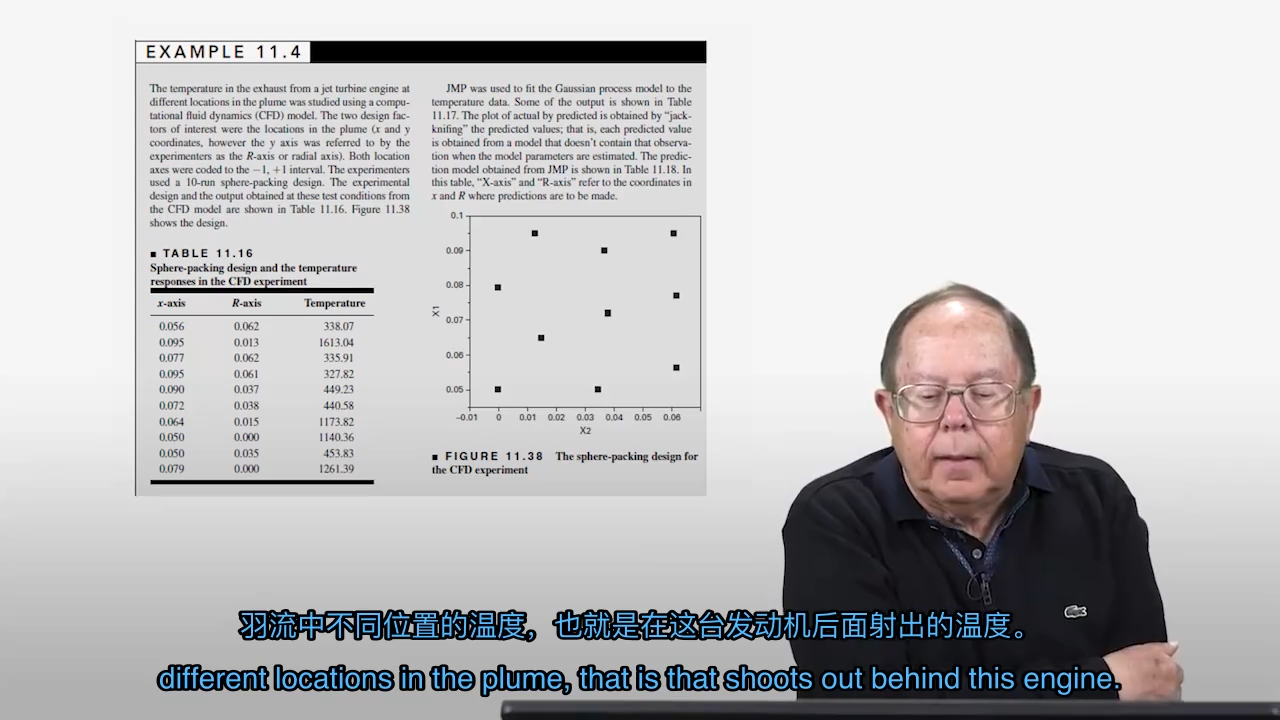 EXAMPLE 11.4
The temperature in the exhaust from a jet turbine engine at
different locations in the plume was studied using a compu-
tational fluid dynamics (CFD) model. The two design fac-
tors of interest were the locations in the plume (x and y
coordinates, however the y axis was referred to by the
experimenters as the R-axis or radial axis). Both location
axes were coded to the −1, +1 interval. The experimenters
used a 10-run sphere-packing design. The experimental
design and the output obtained at these test conditions from
the CFD model are shown in Table 11.16. Figure 11.38
shows the design.
■ TABLE 11.16
Sphere-packing design and the temperature
responses in the CFD experiment
x-axis R-axis Temperature
0.056 0.062 338.07
0.095 0.013 1613.04
0.077 0.062 335.91
0.095 0.061 327.82
0.090 0.037 449.23
0.072 0.038 440.58
0.064 0.015 1173.82
0.050 0.000 1140.36
0.050 0.035 453.83
0.079 0.000 1261.39
JMP was used to fit the Gaussian process model to the
temperature data. Some of the output is shown in Table
11.17. The plot of actual by predicted is obtained by “jack-
knifing” the predicted values; that is, each predicted value
is obtained from a model that doesn’t contain that observa-
tion when the model parameters are estimated. The predic-
tion model obtained from JMP is shown in Table 11.18. In
this table, “X-axis” and “R-axis” refer to the coordinates in
x and R where predictions are to be made.
0.1
0.09
0.08
X1
0.07
0.06
0.05
−0.01 0 0.01 0.02 0.03 0.04 0.05 0.06
X2
■ FIGURE 11.38 The sphere-packing design for
the CFD experiment
羽流中不同位置的温度，也就是在这台发动机后面射出的温度。
different locations in the plume, that is that shoots out behind this engine.